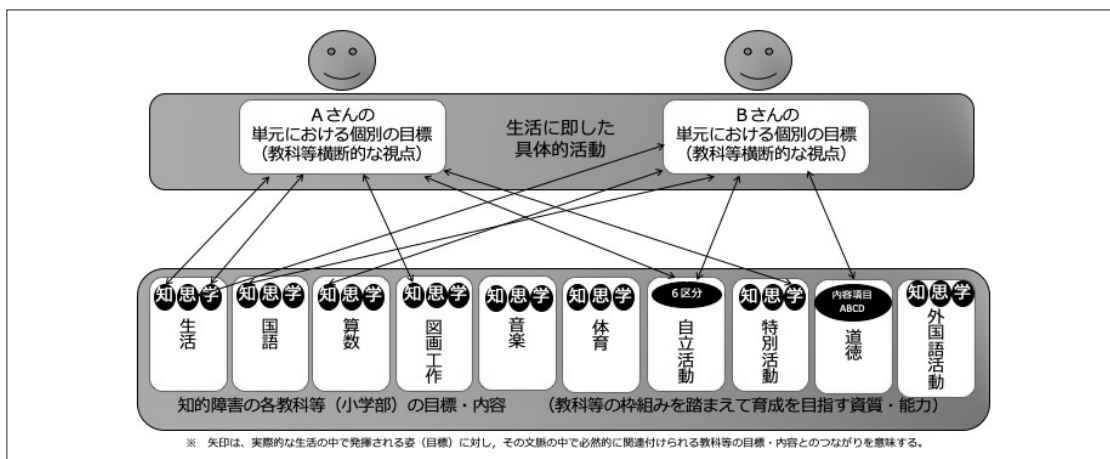 Aさんの
単元における個別の目標
（教科等横断的な視点）
生活に即した
具体的活動
Bさんの
単元における個別の目標
（教科等横断的な視点）
知 思 学
生活
知 思 学
国語
知 思 学
算数
知 思 学
図画工作
知 思 学
音楽
知 思 学
体育
6区分
自立活動
知 思 学
特別活動
内容項目
ABCD
道徳
知 思 学
外国語活動
知的障害の各教科等（小学部）の目標・内容
（教科等の枠組みを踏まえて育成を目指す資質・能力）
※　矢印は、実際的な生活の中で発揮される姿（目標）に対し，その文脈の中で必然的に関連付けられる教科等の目標・内容とのつながりを意味する。